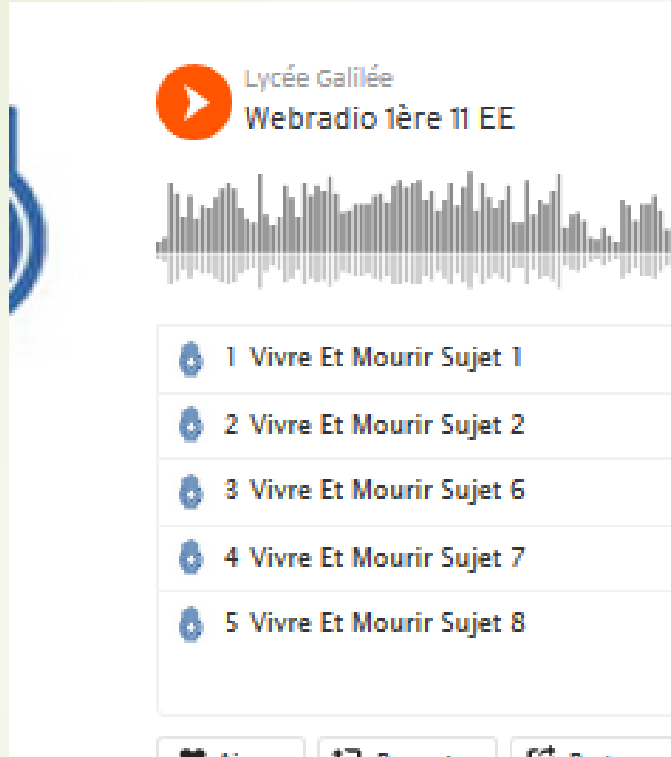 Lycée Galilée
Webradio 1ère 11 EE
1 Vivre Et Mourir Sujet 1
2 Vivre Et Mourir Sujet 2
3 Vivre Et Mourir Sujet 6
4 Vivre Et Mourir Sujet 7
5 Vivre Et Mourir Sujet 8